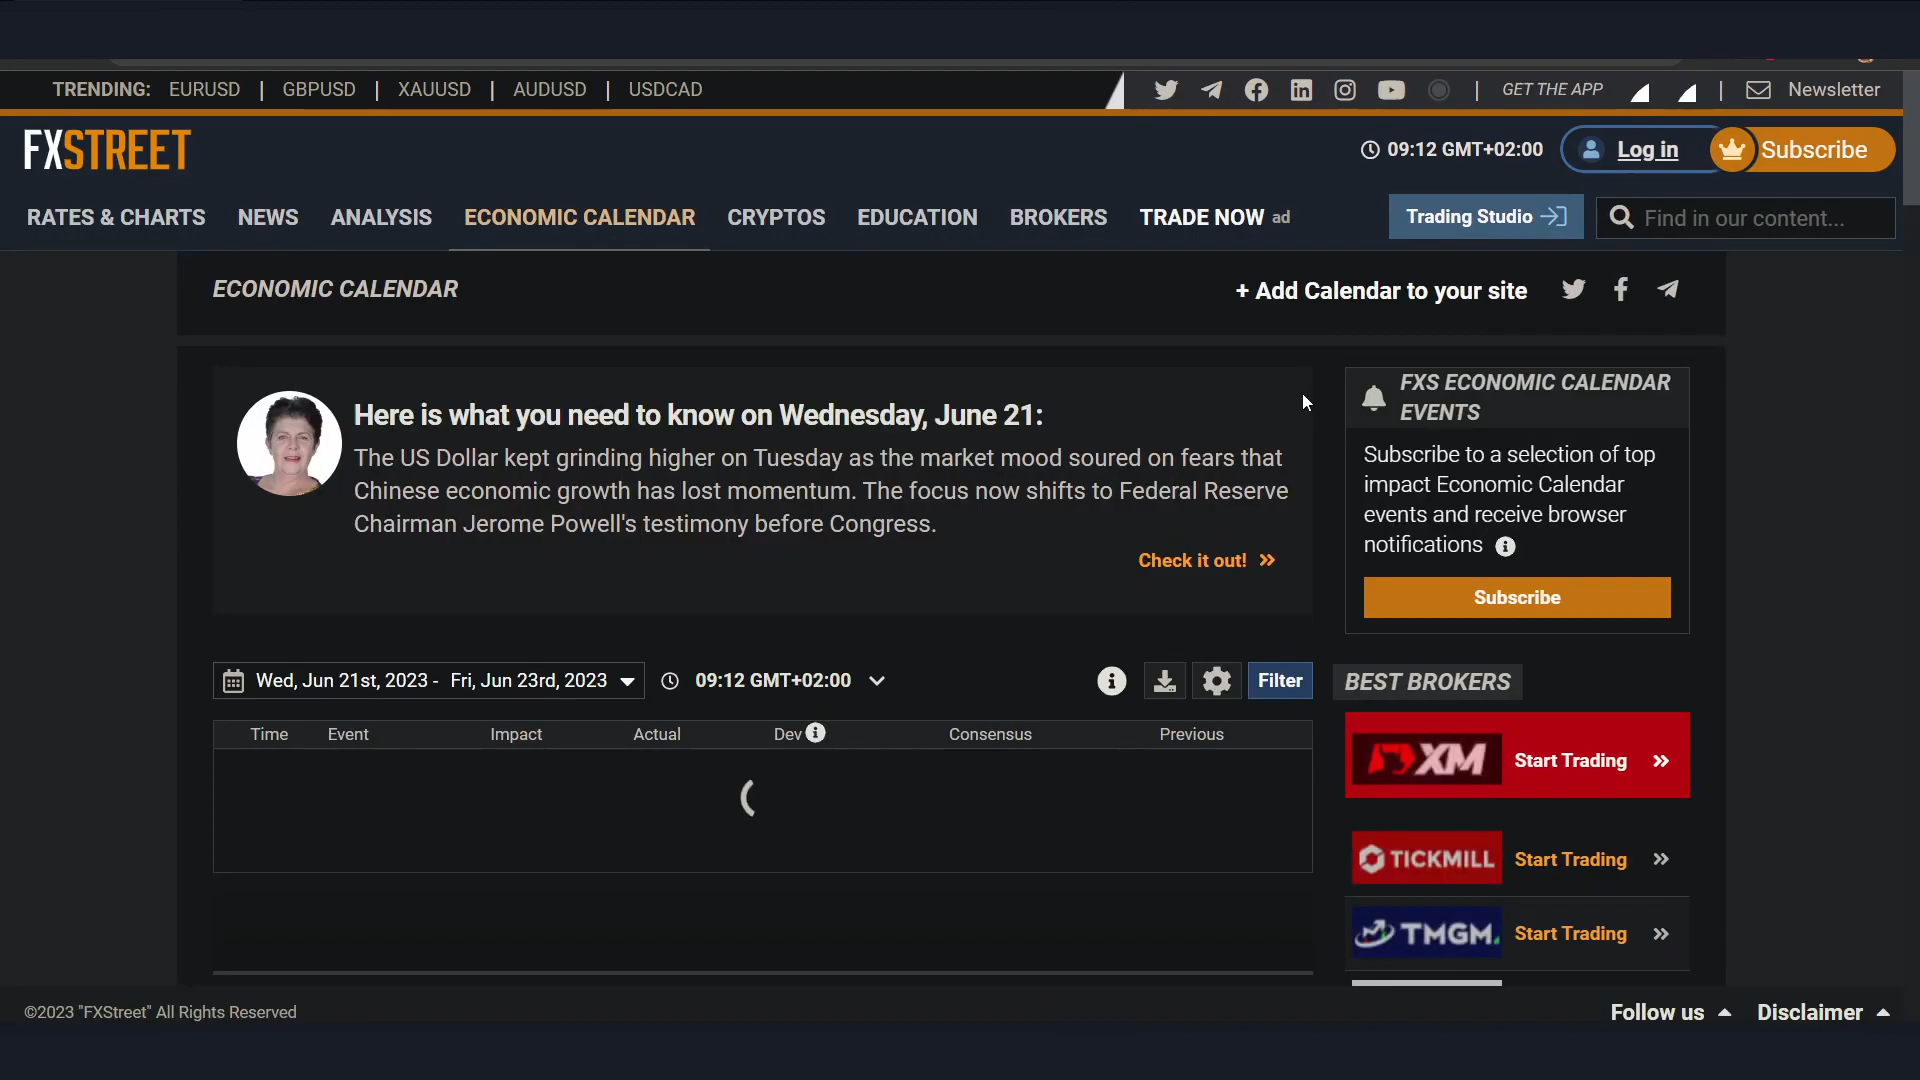 TRENDING: EURUSD | GBPUSD | XAUUSD | AUDUSD | USDCAD
GET THE APP | Newsletter
FXSTREET
09:12 GMT+02:00
Log in
Subscribe
RATES & CHARTS NEWS ANALYSIS ECONOMIC CALENDAR CRYPTOS EDUCATION BROKERS TRADE NOW ad
Trading Studio
Find in our content...
ECONOMIC CALENDAR
+ Add Calendar to your site
Here is what you need to know on Wednesday, June 21:
The US Dollar kept grinding higher on Tuesday as the market mood soured on fears that
Chinese economic growth has lost momentum. The focus now shifts to Federal Reserve
Chairman Jerome Powell's testimony before Congress.
Check it out!
FXS ECONOMIC CALENDAR
EVENTS
Subscribe to a selection of top
impact Economic Calendar
events and receive browser
notifications
Subscribe
Wed, Jun 21st, 2023 - Fri, Jun 23rd, 2023
09:12 GMT+02:00
Filter
Time Event Impact Actual Dev Consensus Previous
BEST BROKERS
XM Start Trading
TICKMILL Start Trading
TMGM. Start Trading
©2023 "FXStreet" All Rights Reserved
Follow us
Disclaimer